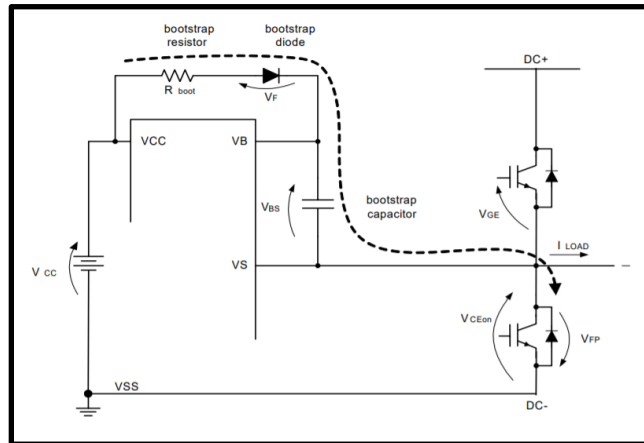 bootstrap
resistor
bootstrap
diode
DC+
R boot
VF
VCC
VB
VGE
VBS
bootstrap
capacitor
I LOAD
VS
V CC
VCEon
VFP
VSS
DC-